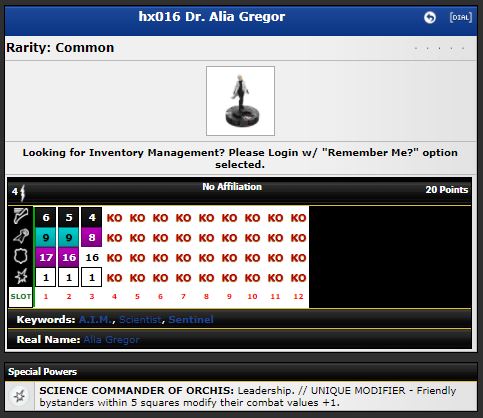 hx016 Dr. Alia Gregor
[DIAL]
Rarity: Common
Looking for Inventory Management? Please Login w/ "Remember Me?" option
selected.
4 No Affiliation 20 Points
6 5 4 KO KO KO KO KO KO KO KO KO
9 9 8 KO KO KO KO KO KO KO KO KO
17 16 16 KO KO KO KO KO KO KO KO KO
1 1 1 KO KO KO KO KO KO KO KO KO
SLOT 1 2 3 4 5 6 7 8 9 10 11 12
Keywords: A.I.M., Scientist, Sentinel
Real Name: Alia Gregor
Special Powers
SCIENCE COMMANDER OF ORCHIS: Leadership. // UNIQUE MODIFIER - Friendly
bystanders within 5 squares modify their combat values +1.